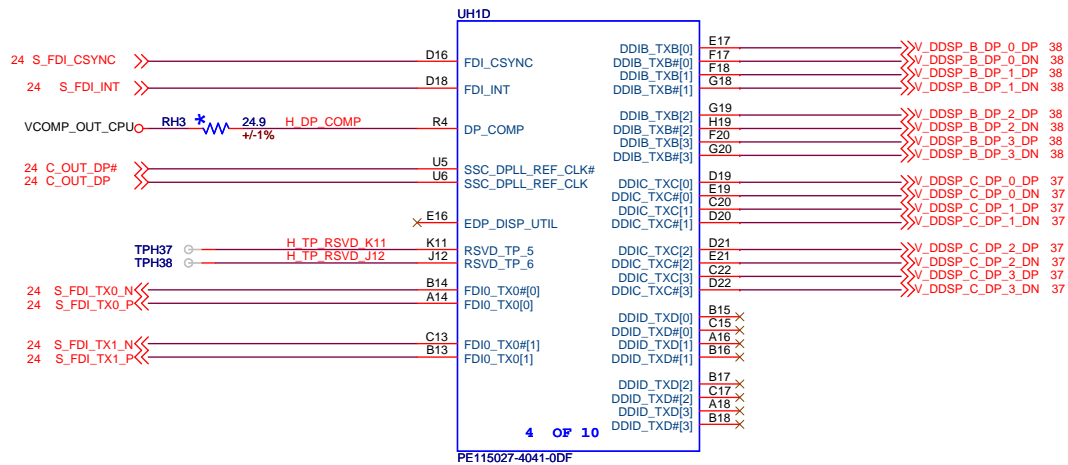 UH1D
24 S_FDI_CSYNC D16 FDI_CSYNC
24 S_FDI_INT D18 FDI_INT
VCOMP_OUT_CPU RH3 * 24.9 H_DP_COMP R4 DP_COMP
+/-1%
24 C_OUT_DP# U5 SSC_DPLL_REF_CLK#
24 C_OUT_DP U6 SSC_DPLL_REF_CLK
E16 EDP_DISP_UTIL
TPH37 H_TP_RSVD_K11 K11 RSVD_TP_5
TPH38 H_TP_RSVD_J12 J12 RSVD_TP_6
24 S_FDI_TX0_N B14 FDI0_TX0#[0]
24 S_FDI_TX0_P A14 FDI0_TX0[0]
24 S_FDI_TX1_N C13 FDI0_TX0#[1]
24 S_FDI_TX1_P B13 FDI0_TX0[1]
DDIB_TXB[0] E17 V_DDSP_B_DP_0_DP 38
DDIB_TXB#[0] F17 V_DDSP_B_DP_0_DN 38
DDIB_TXB[1] F18 V_DDSP_B_DP_1_DP 38
DDIB_TXB#[1] G18 V_DDSP_B_DP_1_DN 38
DDIB_TXB[2] G19 V_DDSP_B_DP_2_DP 38
DDIB_TXB#[2] H19 V_DDSP_B_DP_2_DN 38
DDIB_TXB[3] F20 V_DDSP_B_DP_3_DP 38
DDIB_TXB#[3] G20 V_DDSP_B_DP_3_DN 38
DDIC_TXC[0] D19 V_DDSP_C_DP_0_DP 37
DDIC_TXC#[0] E19 V_DDSP_C_DP_0_DN 37
DDIC_TXC[1] C20 V_DDSP_C_DP_1_DP 37
DDIC_TXC#[1] D20 V_DDSP_C_DP_1_DN 37
DDIC_TXC[2] D21 V_DDSP_C_DP_2_DP 37
DDIC_TXC#[2] E21 V_DDSP_C_DP_2_DN 37
DDIC_TXC[3] C22 V_DDSP_C_DP_3_DP 37
DDIC_TXC#[3] D22 V_DDSP_C_DP_3_DN 37
DDID_TXD[0] B15
DDID_TXD#[0] C15
DDID_TXD[1] A16
DDID_TXD#[1] B16
DDID_TXD[2] B17
DDID_TXD#[2] C17
DDID_TXD[3] A18
DDID_TXD#[3] B18
4 OF 10
PE115027-4041-0DF